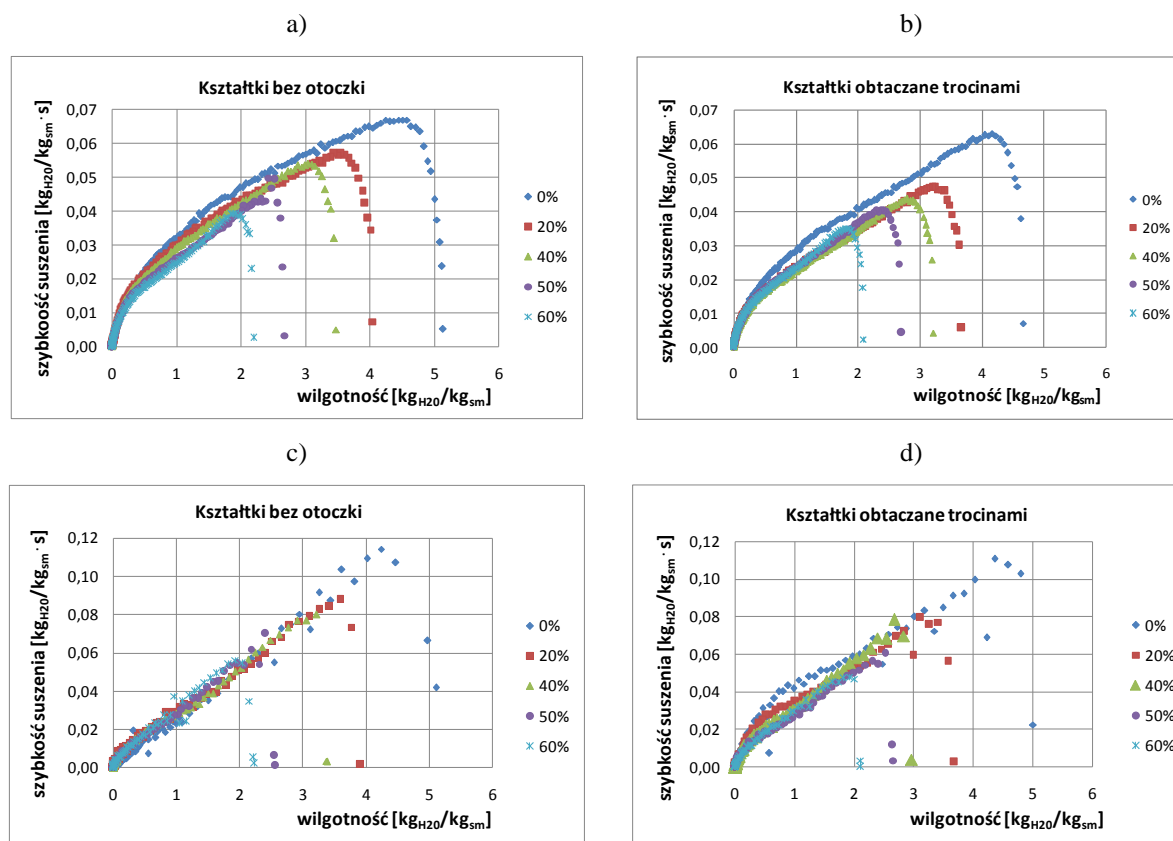 a)
Kształtki bez otoczki
szybkoość suszenia [kgH20/kgsm · s]
0,07
0,06
0,05
0,04
0,03
0,02
0,01
0,00
0 1 2 3 4 5 6
wilgotność [kgH20/kgsm]
0%
20%
40%
50%
60%
b)
Kształtki obtaczane trocinami
szybkość suszenia [kgH20/kgsm · s]
0,07
0,06
0,05
0,04
0,03
0,02
0,01
0,00
0 1 2 3 4 5 6
wilgotność [kgH20/kgsm]
0%
20%
40%
50%
60%
c)
Kształtki bez otoczki
szybkość suszenia [kgH20/kgsm · s]
0,12
0,10
0,08
0,06
0,04
0,02
0,00
0 1 2 3 4 5 6
wilgotność [kgH20/kgsm]
0%
20%
40%
50%
60%
d)
Kształtki obtaczane trocinami
szybkość suszenia [kgH20/kgsm · s]
0,12
0,10
0,08
0,06
0,04
0,02
0,00
0 1 2 3 4 5 6
wilgotność [kgH20/kgsm]
0%
20%
40%
50%
60%